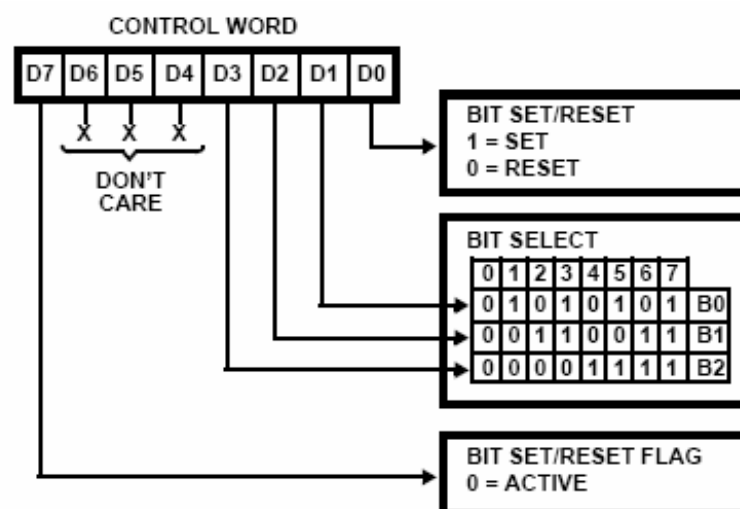 CONTROL WORD
D7 D6 D5 D4 D3 D2 D1 D0
X X X
DON'T
CARE
BIT SET/RESET
1 = SET
0 = RESET
BIT SELECT
0 1 2 3 4 5 6 7
0 1 0 1 0 1 0 1 B0
0 0 1 1 0 0 1 1 B1
0 0 0 0 1 1 1 1 B2
BIT SET/RESET FLAG
0 = ACTIVE